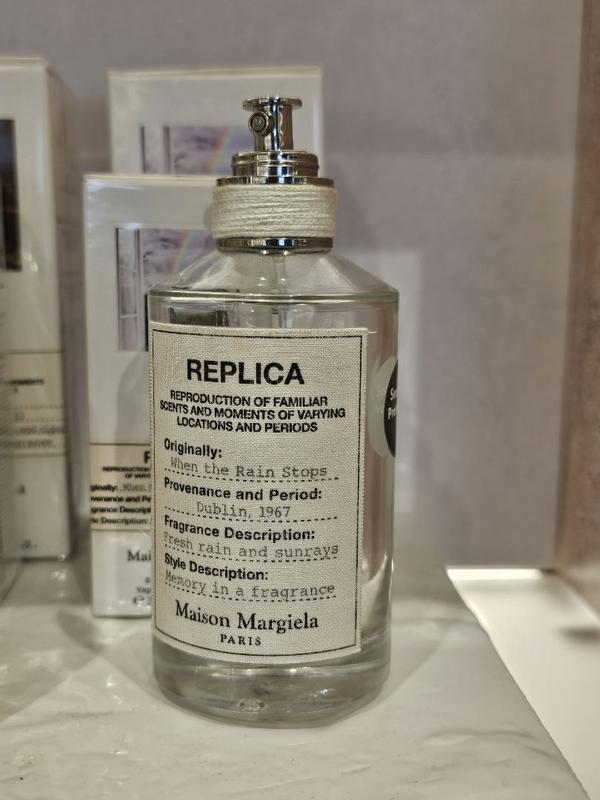 REPLICA
REPRODUCTION OF FAMILIAR
SCENTS AND MOMENTS OF VARYING
LOCATIONS AND PERIODS
Originally:
When the Rain Stops
Provenance and Period:
Dublin, 1967
Fragrance Description:
Fresh rain and sunrays
Style Description:
Memory in a fragrance
Maison Margiela
PARIS